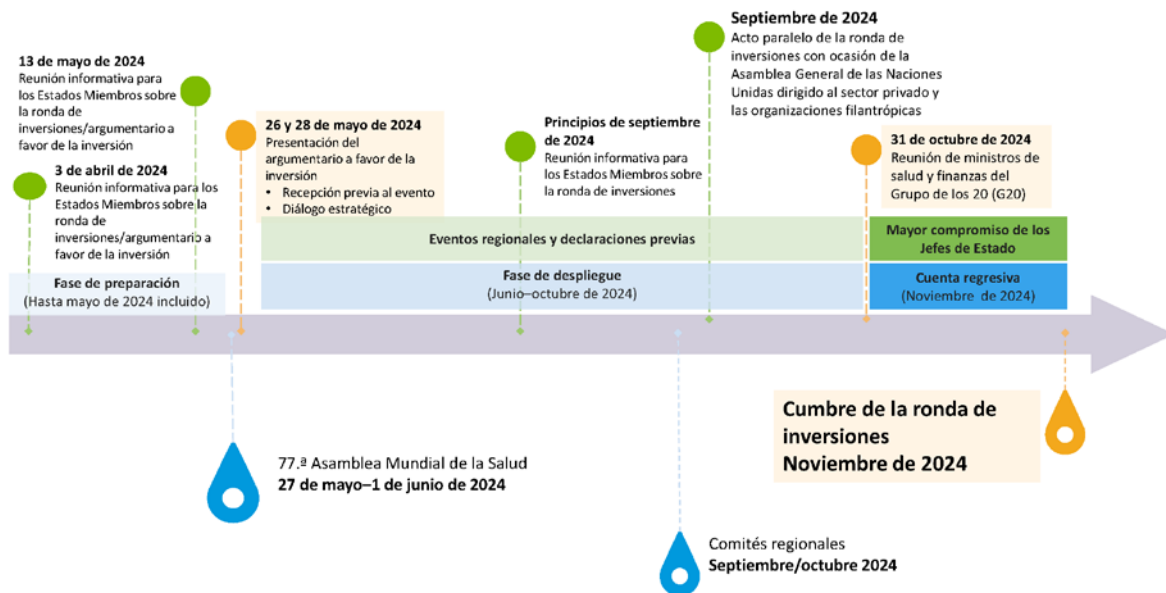 13 de mayo de 2024
Reunión informativa para
los Estados Miembros sobre
la ronda de
inversiones/argumentario a
favor de la inversión
3 de abril de 2024
Reunión informativa para los
Estados Miembros sobre la
ronda de
inversiones/argumentario a
favor de la inversión
26 y 28 de mayo de 2024
Presentación del
argumentario a favor de la
inversión
• Recepción previa al evento
• Diálogo estratégico
Principios de septiembre
de 2024
Reunión informativa para
los Estados Miembros sobre
la ronda de inversiones
Septiembre de 2024
Acto paralelo de la ronda de
inversiones con ocasión de la
Asamblea General de las Naciones
Unidas dirigido al sector privado y
las organizaciones filantrópicas
31 de octubre de 2024
Reunión de ministros de
salud y finanzas del
Grupo de los 20 (G20)
Eventos regionales y declaraciones previas
Mayor compromiso de los
Jefes de Estado
Fase de preparación
(Hasta mayo de 2024 incluido)
Fase de despliegue
(Junio–octubre de 2024)
Cuenta regresiva
(Noviembre de 2024)
77.ª Asamblea Mundial de la Salud
27 de mayo–1 de junio de 2024
Comités regionales
Septiembre/octubre 2024
Cumbre de la ronda de
inversiones
Noviembre de 2024